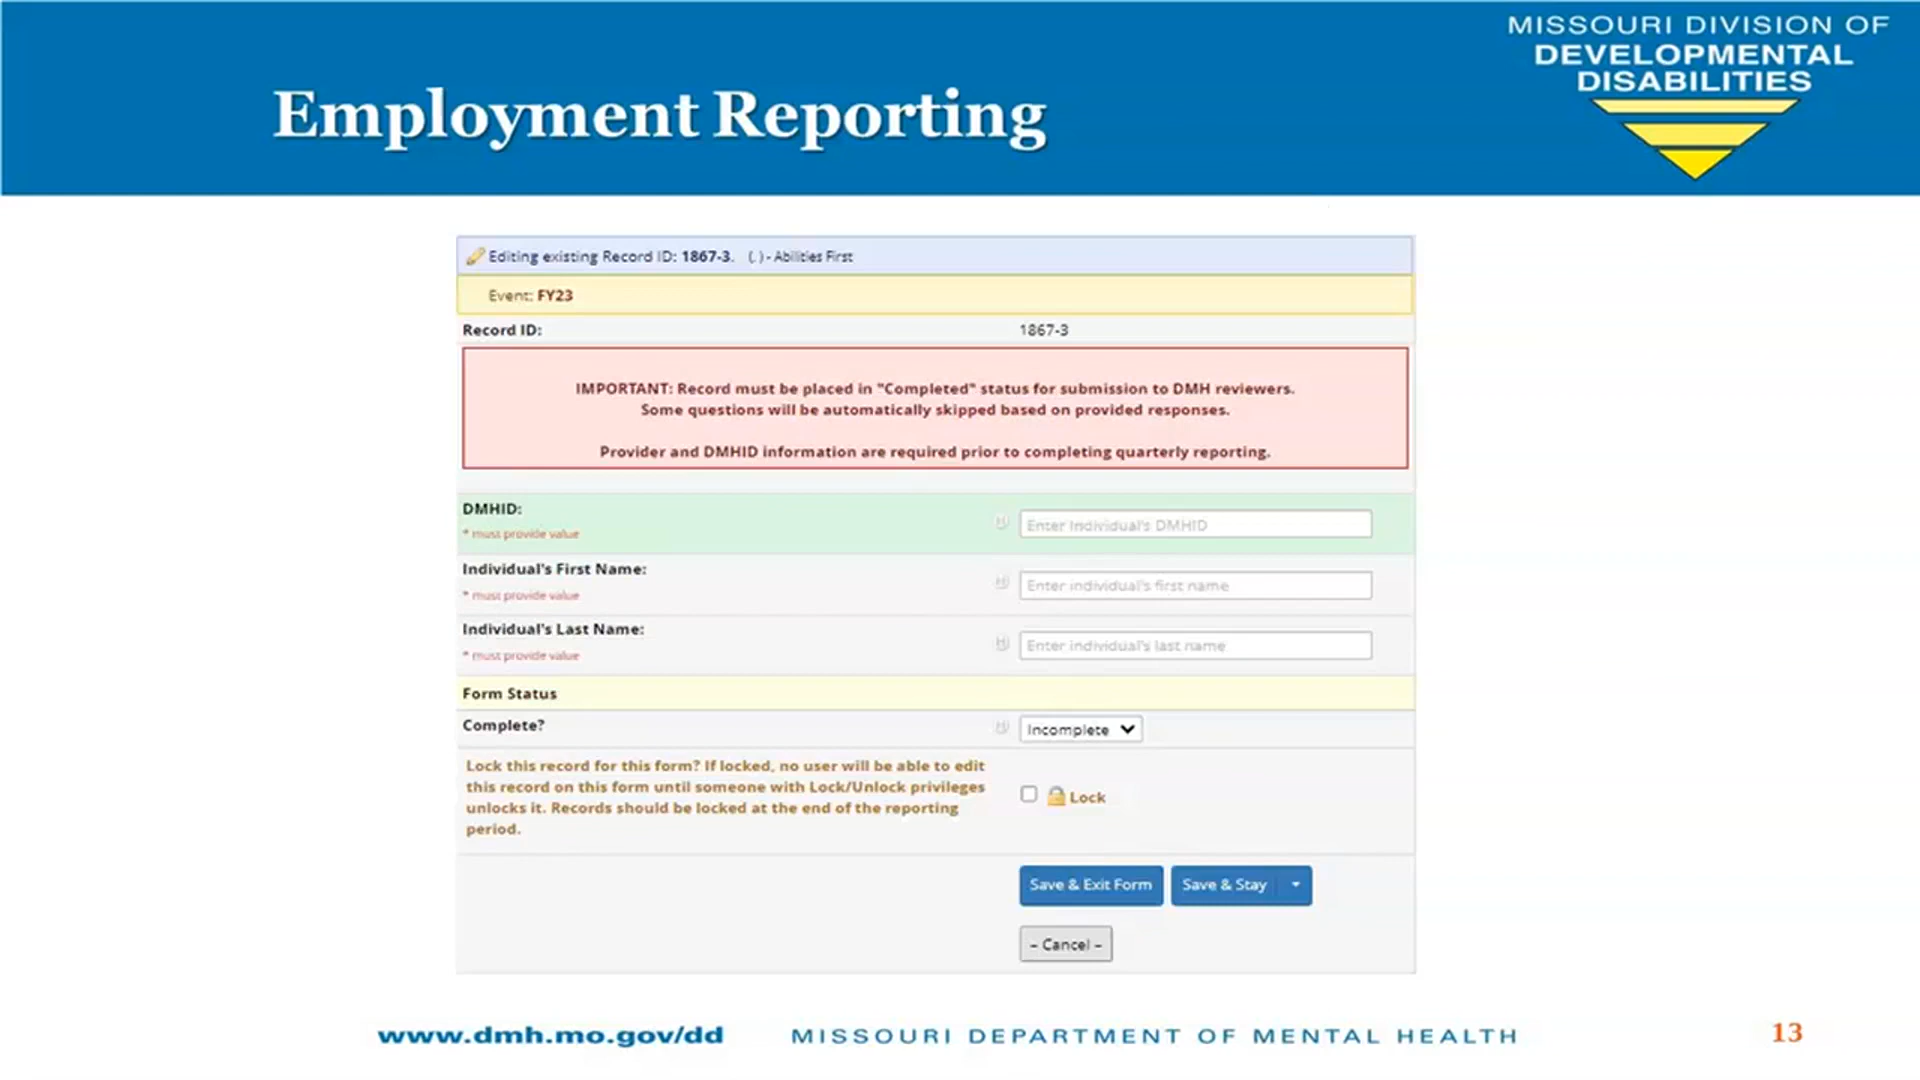 MISSOURI DIVISION OF
DEVELOPMENTAL
DISABILITIES
Employment Reporting
Editing existing Record ID: 1867-3. (. ) - Abilities First
Event: FY23
Record ID: 1867-3
IMPORTANT: Record must be placed in "Completed" status for submission to DMH reviewers.
Some questions will be automatically skipped based on provided responses.
Provider and DMHID information are required prior to completing quarterly reporting.
DMHID:
* must provide value
Enter Individual's DMHID
Individual's First Name:
* must provide value
Enter individual's first name
Individual's Last Name:
* must provide value
Enter individual's last name
Form Status
Complete? Incomplete
Lock this record for this form? If locked, no user will be able to edit
this record on this form until someone with Lock/Unlock privileges
unlocks it. Records should be locked at the end of the reporting
period.
Lock
Save & Exit Form Save & Stay
– Cancel –
www.dmh.mo.gov/dd MISSOURI DEPARTMENT OF MENTAL HEALTH 13